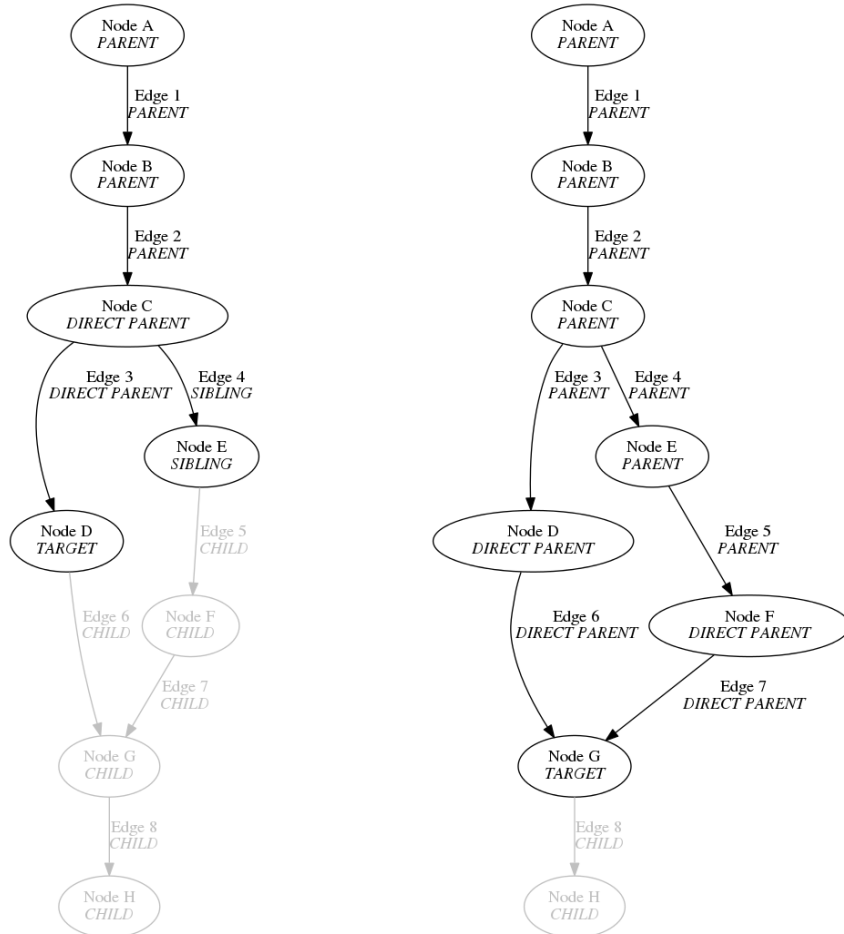 Node A
PARENT
Edge 1
PARENT
Node B
PARENT
Edge 2
PARENT
Node C
DIRECT PARENT
Edge 3
DIRECT PARENT
Edge 4
SIBLING
Node E
SIBLING
Node D
TARGET
Edge 5
CHILD
Edge 6
CHILD
Node F
CHILD
Edge 7
CHILD
Node G
CHILD
Edge 8
CHILD
Node H
CHILD
Node A
PARENT
Edge 1
PARENT
Node B
PARENT
Edge 2
PARENT
Node C
PARENT
Edge 3
PARENT
Edge 4
PARENT
Node E
PARENT
Node D
DIRECT PARENT
Edge 5
PARENT
Edge 6
DIRECT PARENT
Node F
DIRECT PARENT
Edge 7
DIRECT PARENT
Node G
TARGET
Edge 8
CHILD
Node H
CHILD